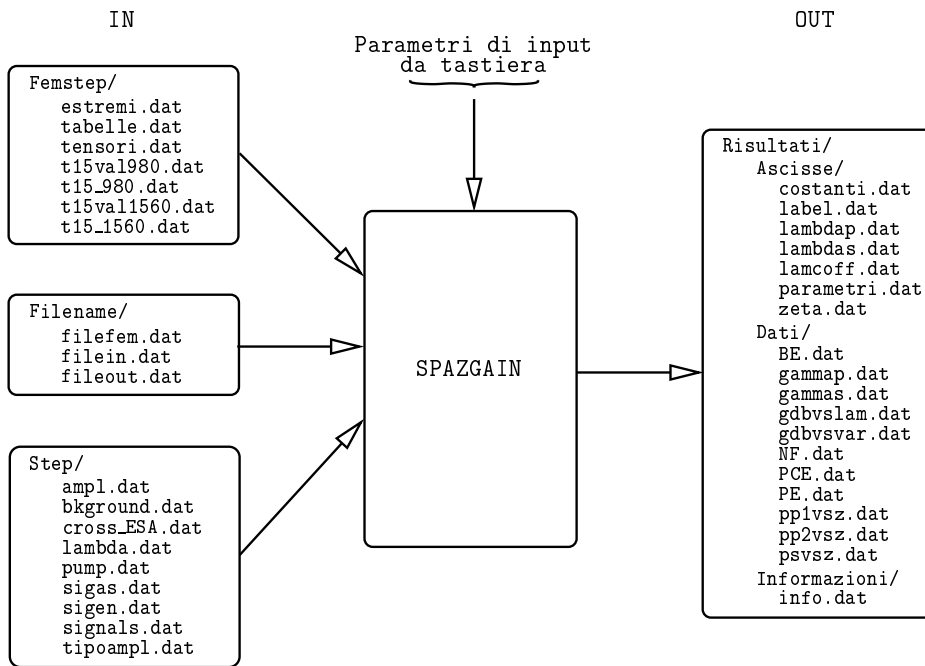 IN
Femstep/
estremi.dat
tabelle.dat
tensori.dat
t15val980.dat
t15_980.dat
t15val1560.dat
t15_1560.dat
Filename/
filefem.dat
filein.dat
fileout.dat
Step/
ampl.dat
bkground.dat
cross_ESA.dat
lambda.dat
pump.dat
sigas.dat
sigen.dat
signals.dat
tipoampl.dat
Parametri di input
da tastiera
SPAZGAIN
OUT
Risultati/
Ascisse/
costanti.dat
label.dat
lambdap.dat
lambdas.dat
lamcoff.dat
parametri.dat
zeta.dat
Dati/
BE.dat
gammap.dat
gammas.dat
gdbvslam.dat
gdbvsvar.dat
NF.dat
PCE.dat
PE.dat
pp1vsz.dat
pp2vsz.dat
psvsz.dat
Informazioni/
info.dat